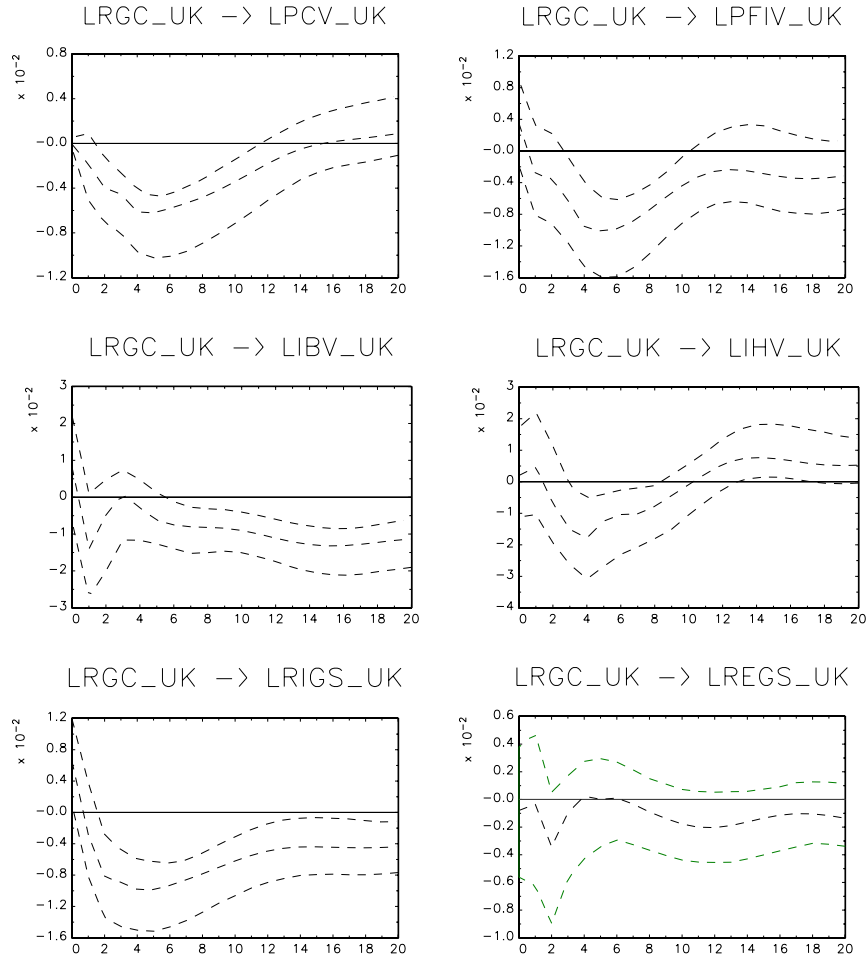 LRGC_UK -> LPCV_UK
x 10⁻²
0.8
0.4
-0.0
-0.4
-0.8
-1.2
0 2 4 6 8 10 12 14 16 18 20
LRGC_UK -> LPFIV_UK
x 10⁻²
1.2
0.8
0.4
-0.0
-0.4
-0.8
-1.2
-1.6
0 2 4 6 8 10 12 14 16 18 20
LRGC_UK -> LIBV_UK
x 10⁻²
3
2
1
0
-1
-2
-3
0 2 4 6 8 10 12 14 16 18 20
LRGC_UK -> LIHV_UK
x 10⁻²
3
2
1
0
-1
-2
-3
-4
0 2 4 6 8 10 12 14 16 18 20
LRGC_UK -> LRIGS_UK
x 10⁻²
1.2
0.8
0.4
-0.0
-0.4
-0.8
-1.2
-1.6
0 2 4 6 8 10 12 14 16 18 20
LRGC_UK -> LREGS_UK
x 10⁻²
0.6
0.4
0.2
-0.0
-0.2
-0.4
-0.6
-0.8
-1.0
0 2 4 6 8 10 12 14 16 18 20